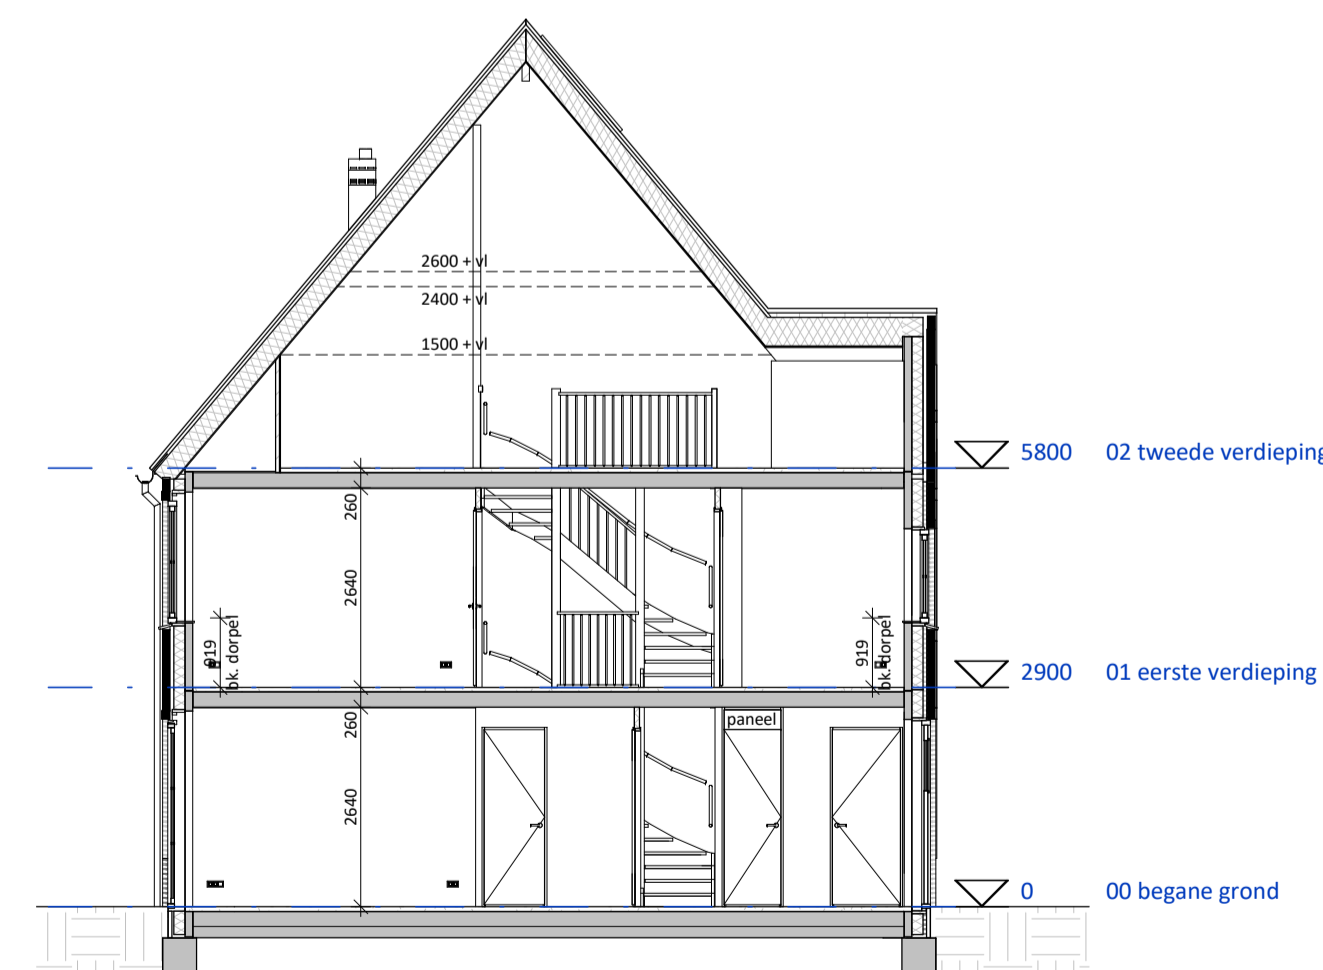 2600 + vl
2400 + vl
1500 + vl
5800 02 tweede verdieping
260
2640
919
bk. dorpel
919
bk. dorpel
2900 01 eerste verdieping
260
paneel
2640
0 00 begane grond